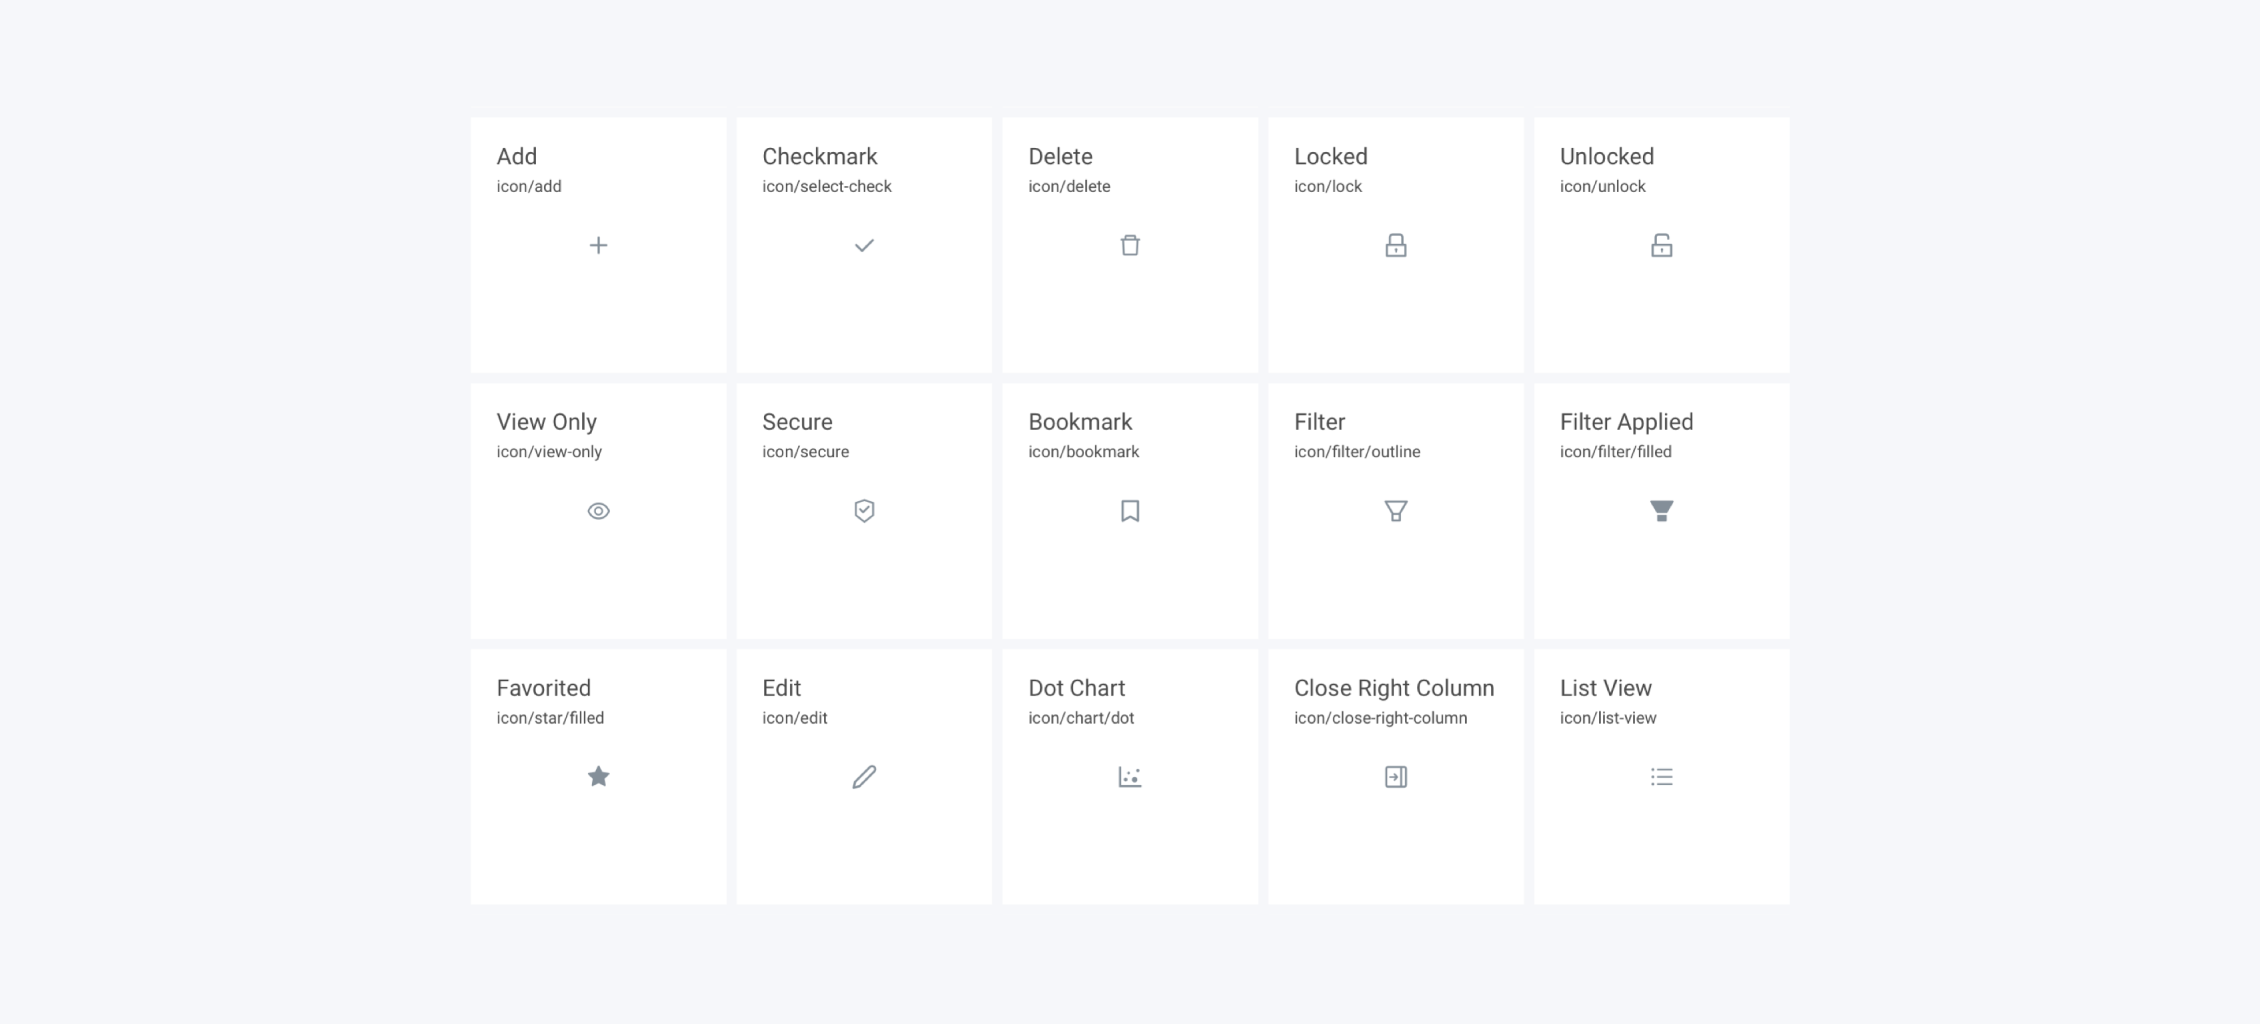 Add
icon/add
Checkmark
icon/select-check
Delete
icon/delete
Locked
icon/lock
Unlocked
icon/unlock
View Only
icon/view-only
Secure
icon/secure
Bookmark
icon/bookmark
Filter
icon/filter/outline
Filter Applied
icon/filter/filled
Favorited
icon/star/filled
Edit
icon/edit
Dot Chart
icon/chart/dot
Close Right Column
icon/close-right-column
List View
icon/list-view